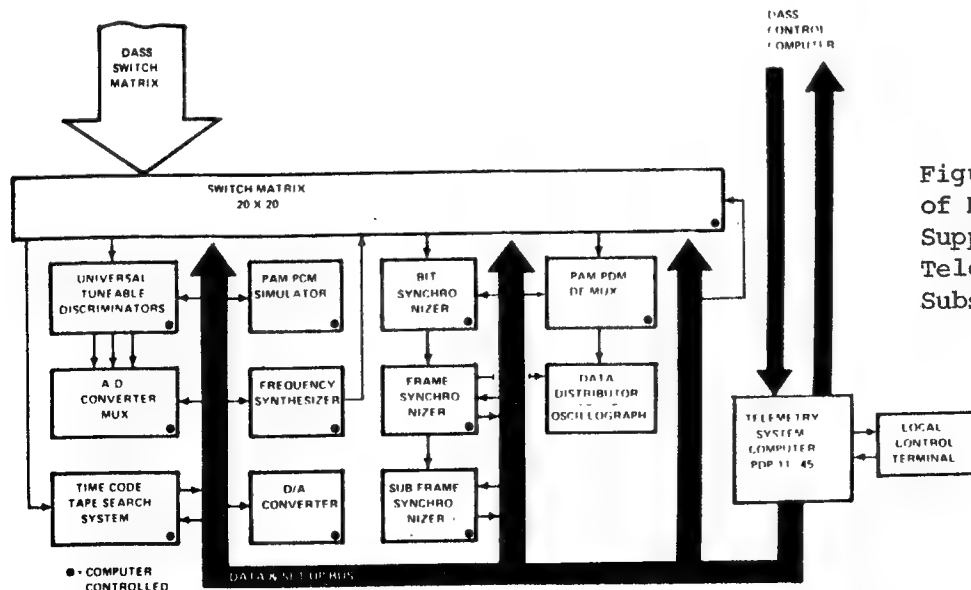 DASS
SWITCH
MATRIX
DASS
CONTROL
COMPUTER
SWITCH MATRIX
20 X 20
UNIVERSAL
TUNEABLE
DISCRIMINATORS
PAM PCM
SIMULATOR
BIT
SYNCHRO
NIZER
PAM PDM
DE MUX
A D
CONVERTER
MUX
FREQUENCY
SYNTHESIZER
FRAME
SYNCHRO
NIZER
DATA
DISTRIBUTOR
OSCILLOGRAPH
TELEMETRY
SYSTEM
COMPUTER
PDP 11 45
LOCAL
CONTROL
TERMINAL
TIME CODE
TAPE SEARCH
SYSTEM
D/A
CONVERTER
SUB FRAME
SYNCHRO
NIZER
● - COMPUTER
CONTROLLED
DATA & SET UP BUS
Figu
of
Supp
Tele
Subs